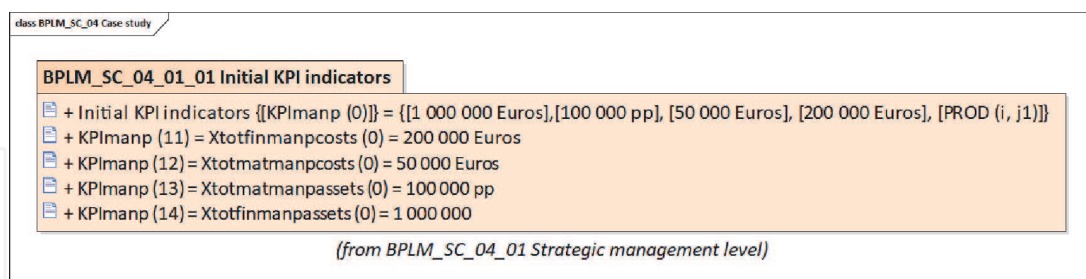 class BPLM_SC_04 Case study
BPLM_SC_04_01_01 Initial KPI indicators
+ Initial KPI indicators {[KPImanp (0)]} = {[1 000 000 Euros],[100 000 pp], [50 000 Euros], [200 000 Euros], [PROD (i, j1)]}
+ KPImanp (11) = Xtotfinmanpcosts (0) = 200 000 Euros
+ KPImanp (12) = Xtotmatmanpcosts (0) = 50 000 Euros
+ KPImanp (13) = Xtotmatmanpassets (0) = 100 000 pp
+ KPImanp (14) = Xtotfinmanpassets (0) = 1 000 000
(from BPLM_SC_04_01 Strategic management level)